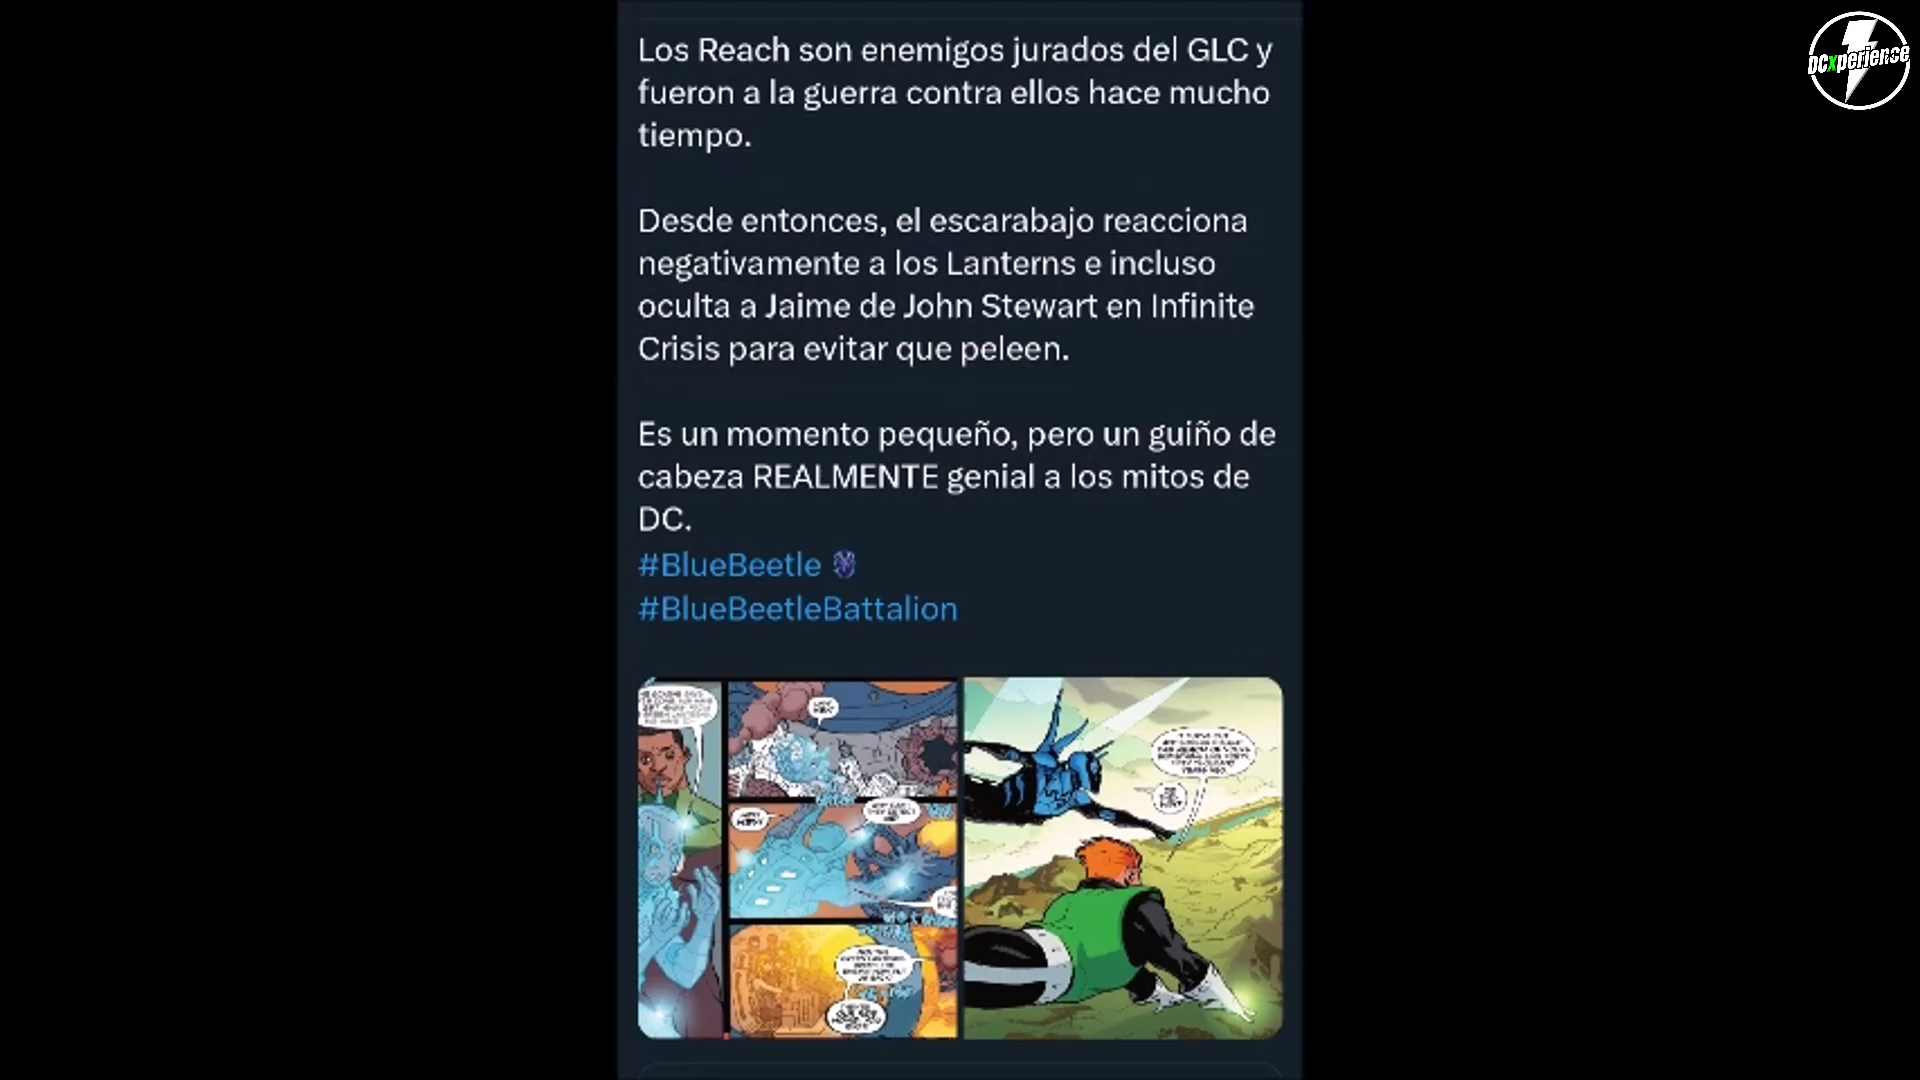 DCxperience
Los Reach son enemigos jurados del GLC y
fueron a la guerra contra ellos hace mucho
tiempo.
Desde entonces, el escarabajo reacciona
negativamente a los Lanterns e incluso
oculta a Jaime de John Stewart en Infinite
Crisis para evitar que peleen.
Es un momento pequeño, pero un guiño de
cabeza REALMENTE genial a los mitos de
DC.
#BlueBeetle
#BlueBeetleBattalion